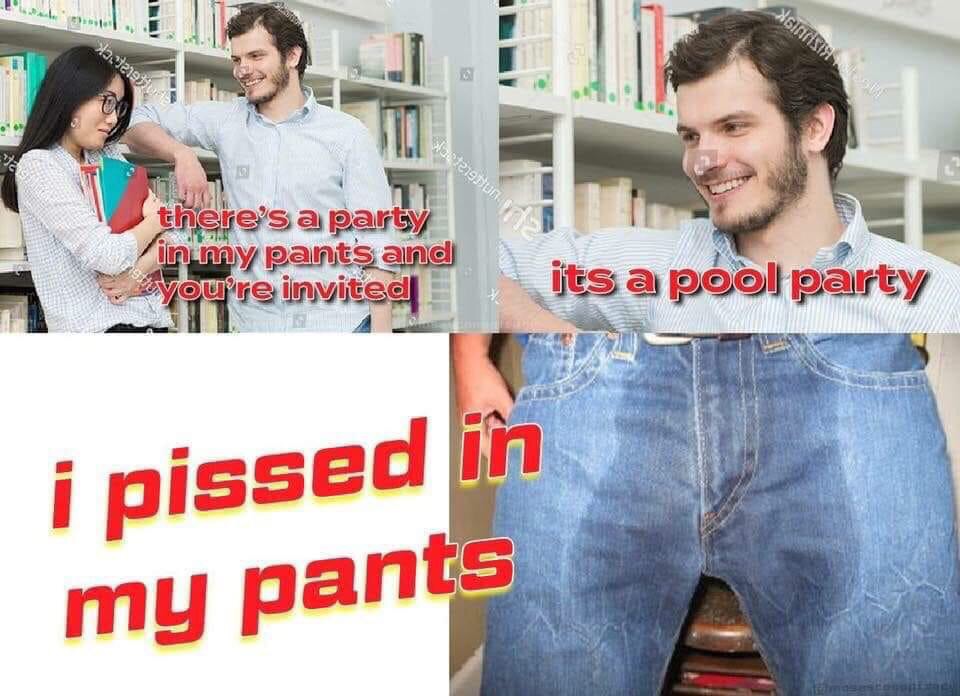 there's a party
in my pants and
you're invited
its a pool party
i pissed in
my pants